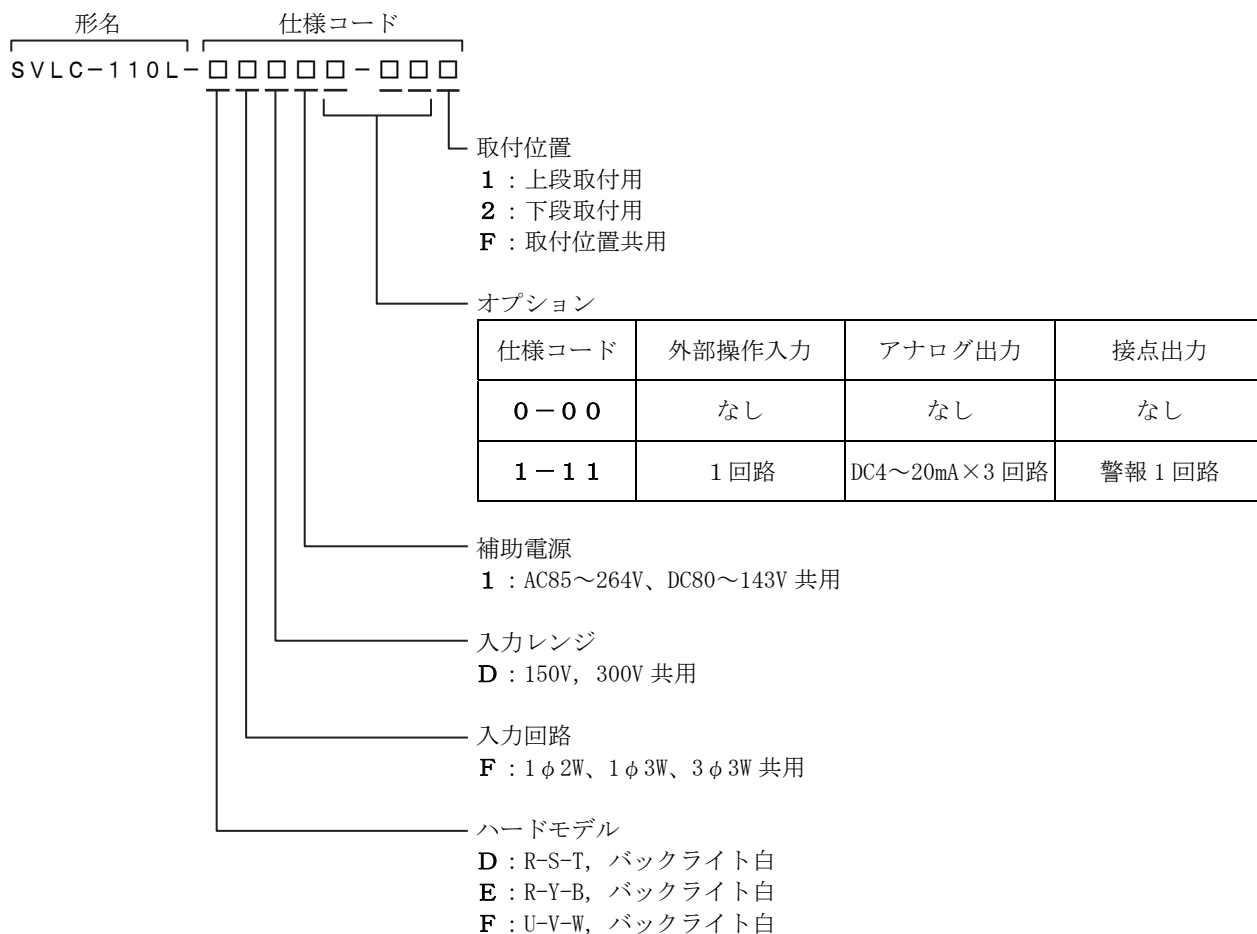 形名 仕様コード
SVLC-110L-□□□□□-□□□
取付位置
1：上段取付用
2：下段取付用
F：取付位置共用
オプション
仕様コード 外部操作入力 アナログ出力 接点出力
0－00 なし なし なし
1－11 1回路 DC4～20mA×3回路 警報1回路
補助電源
1：AC85～264V、DC80～143V共用
入力レンジ
D：150V, 300V共用
入力回路
F：1φ2W、1φ3W、3φ3W共用
ハードモデル
D：R-S-T, バックライト白
E：R-Y-B, バックライト白
F：U-V-W, バックライト白